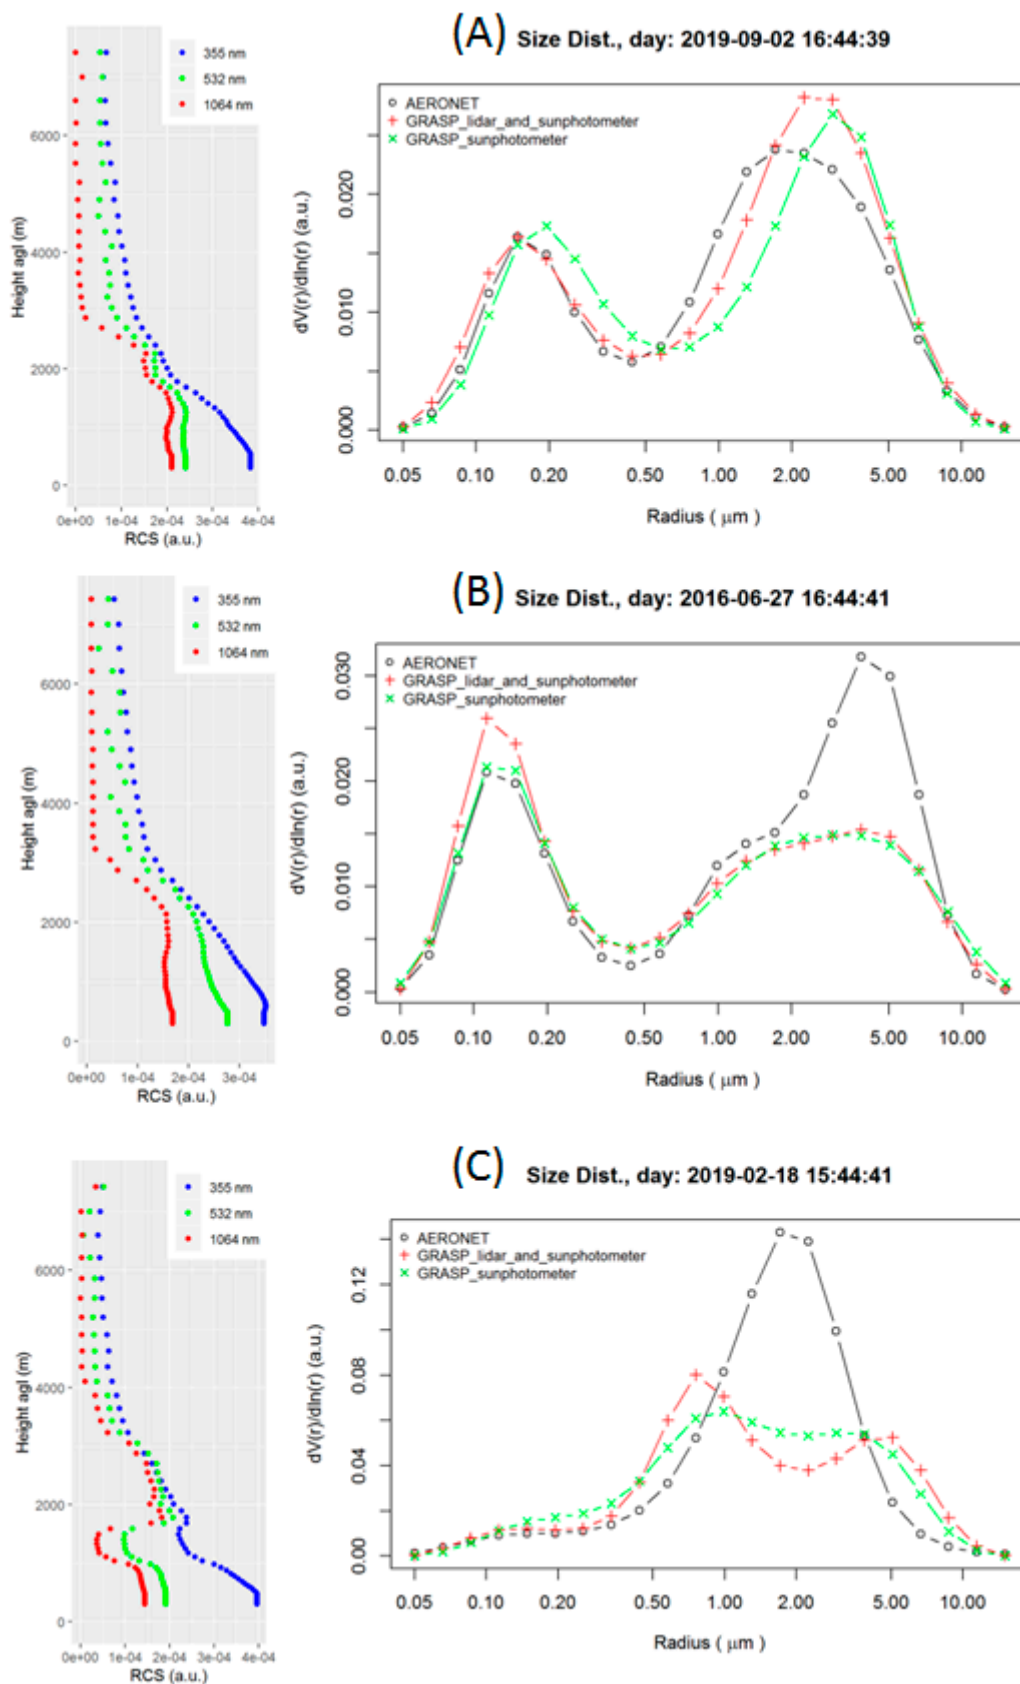 (A) Size Dist., day: 2019-09-02 16:44:39
355 nm
532 nm
1064 nm
Height agl (m)
6000
4000
2000
0
0e+00 1e-04 2e-04 3e-04 4e-04
RCS (a.u.)
AERONET
GRASP_lidar_and_sunphotometer
GRASP_sunphotometer
dV(r)/dln(r) (a.u.)
0.020
0.010
0.000
0.05 0.10 0.20 0.50 1.00 2.00 5.00 10.00
Radius ( μm )
(B) Size Dist., day: 2016-06-27 16:44:41
355 nm
532 nm
1064 nm
Height agl (m)
6000
4000
2000
0
0e+00 1e-04 2e-04 3e-04
RCS (a.u.)
AERONET
GRASP_lidar_and_sunphotometer
GRASP_sunphotometer
dV(r)/dln(r) (a.u.)
0.030
0.020
0.010
0.000
0.05 0.10 0.20 0.50 1.00 2.00 5.00 10.00
Radius ( μm )
(C) Size Dist., day: 2019-02-18 15:44:41
355 nm
532 nm
1064 nm
Height agl (m)
6000
4000
2000
0
0e+00 1e-04 2e-04 3e-04 4e-04
RCS (a.u.)
AERONET
GRASP_lidar_and_sunphotometer
GRASP_sunphotometer
dV(r)/dln(r) (a.u.)
0.12
0.08
0.04
0.00
0.05 0.10 0.20 0.50 1.00 2.00 5.00 10.00
Radius ( μm )